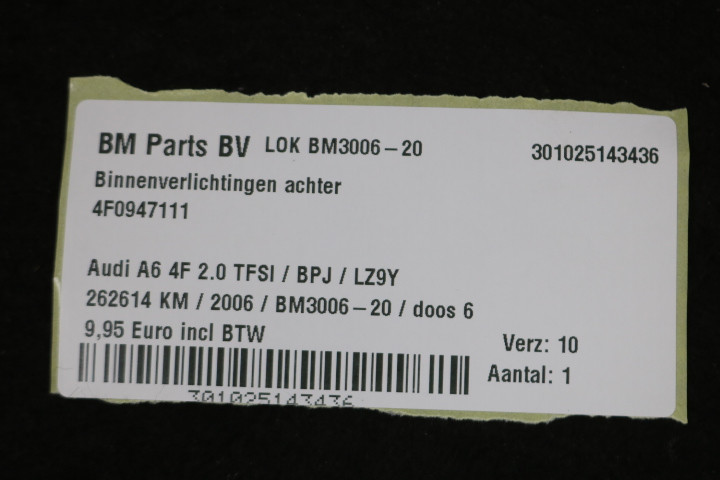 BM Parts BV LOK BM3006-20 301025143436
Binnenverlichtingen achter
4F0947111
Audi A6 4F 2.0 TFSI / BPJ / LZ9Y
262614 KM / 2006 / BM3006-20 / doos 6
9,95 Euro incl BTW
Verz: 10
Aantal: 1
301025143436